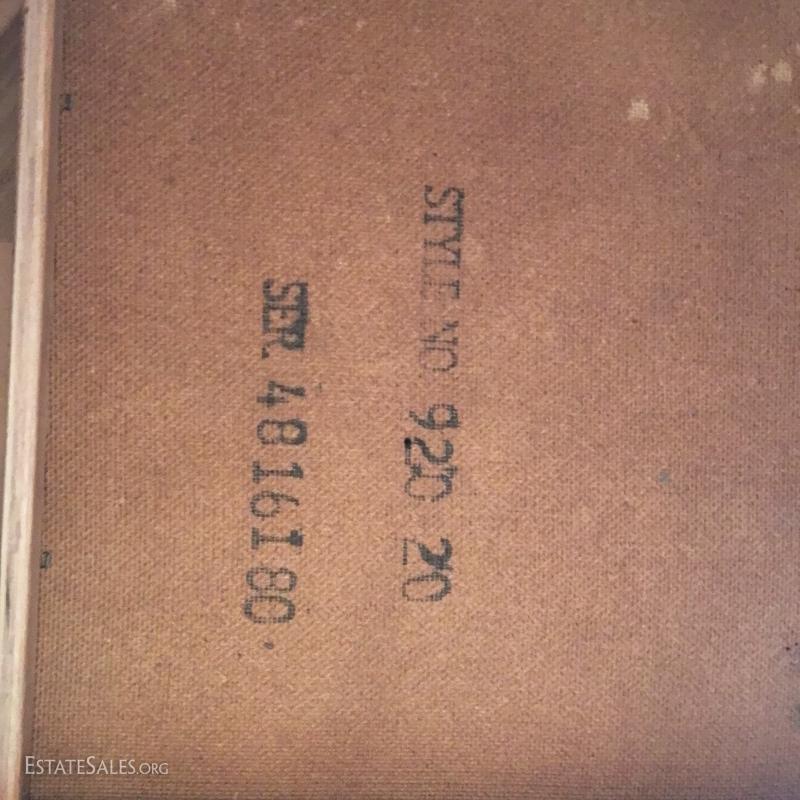 STYLE NO 920 20
SER. 4816180.
ESTATESALES.ORG